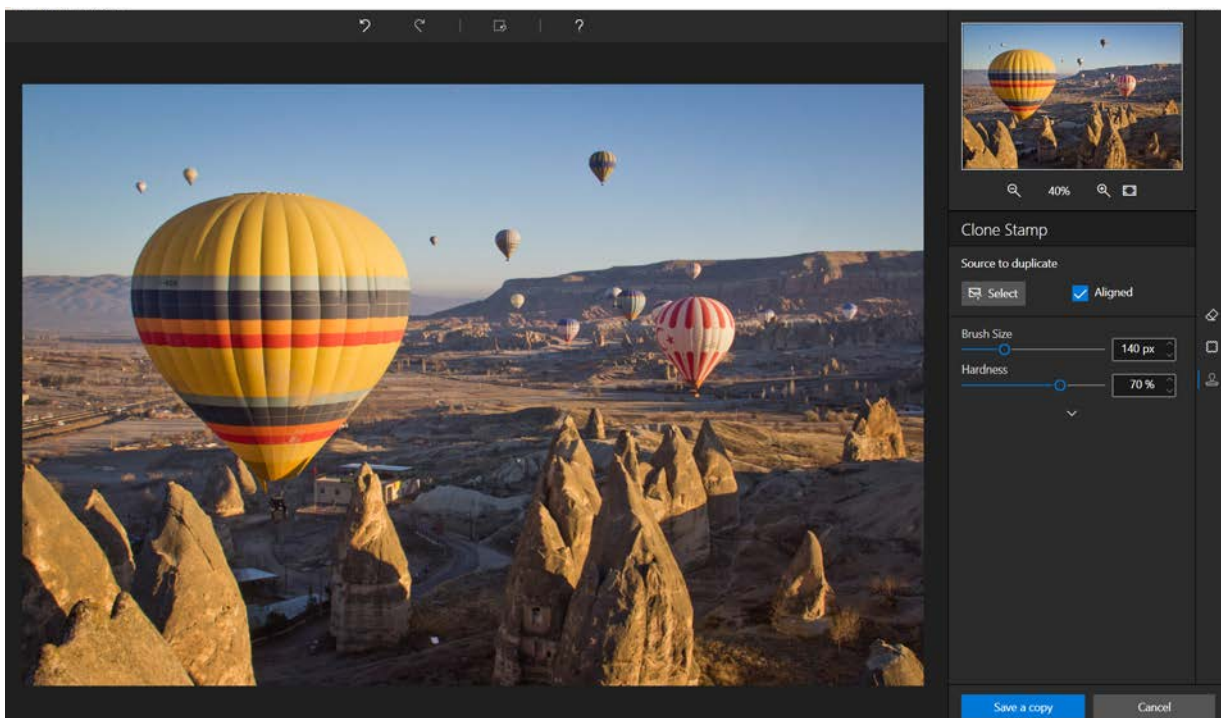 ?
40%
Clone Stamp
Source to duplicate
Select
Aligned
Brush Size
140 px
Hardness
70 %
Save a copy
Cancel